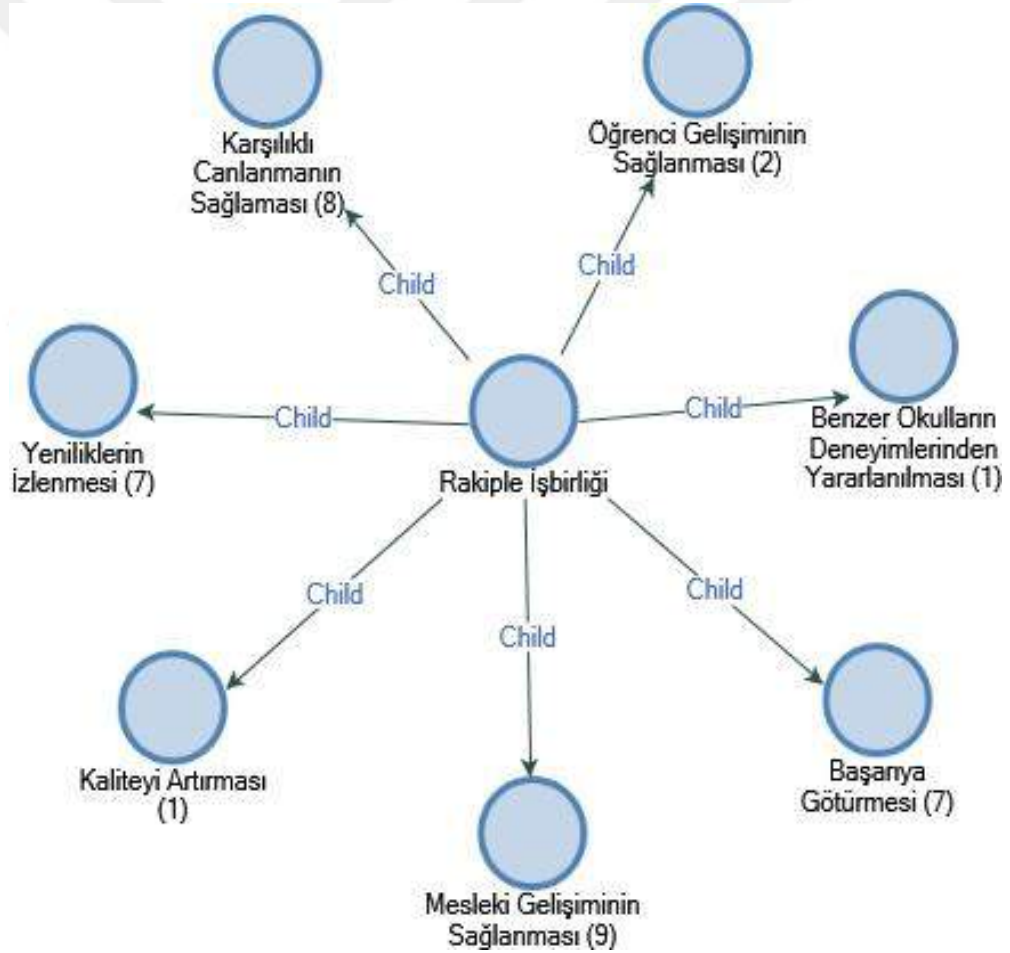 Karşılıklı
Canlanmanın
Sağlaması (8)
Öğrenci Gelişiminin
Sağlanması (2)
Child
Child
Yeniliklerin
İzlenmesi (7)
Child
Rakiple İşbirliği
Child
Benzer Okulların
Deneyimlerinden
Yararlanılması (1)
Child
Child
Child
Kaliteyi Artırması
(1)
Mesleki Gelişiminin
Sağlanması (9)
Başarıya
Götürmesi (7)